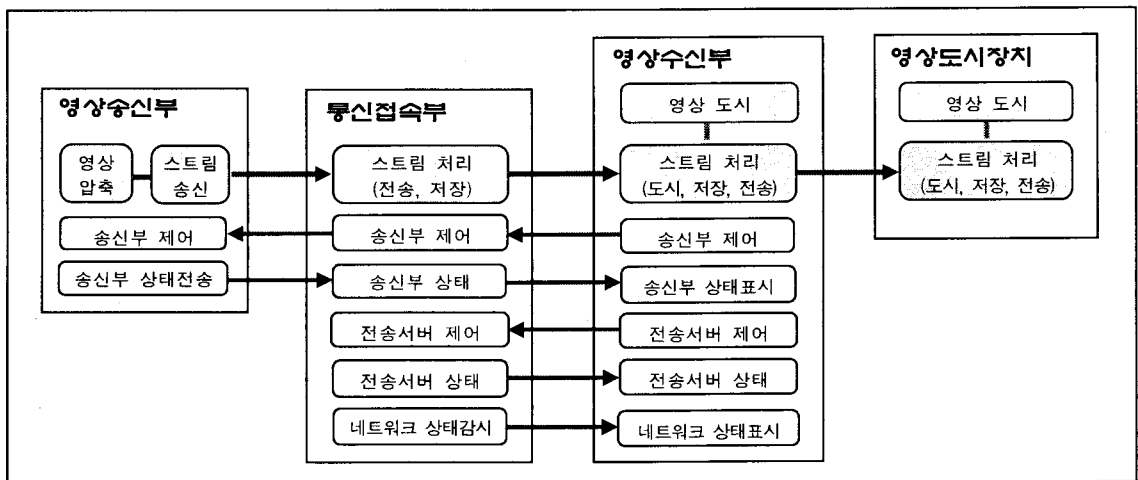 영상송신부
영상
압축
스트림
송신
송신부 제어
송신부 상태전송
통신접속부
스트림 처리
(전송, 저장)
송신부 제어
송신부 상태
전송서버 제어
전송서버 상태
네트워크 상태감시
영상수신부
영상 도시
스트림 처리
(도시, 저장, 전송)
송신부 제어
송신부 상태표시
전송서버 제어
전송서버 상태
네트워크 상태표시
영상도시장치
영상 도시
스트림 처리
(도시, 저장, 전송)